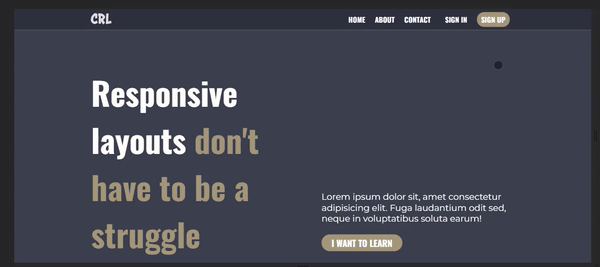 CRL
HOME ABOUT CONTACT SIGN IN SIGN UP
Responsive
layouts don't
have to be a
struggle
Lorem ipsum dolor sit, amet consectetur
adipisicing elit. Fuga laudantium odit sed,
neque in voluptatibus soluta earum!
I WANT TO LEARN